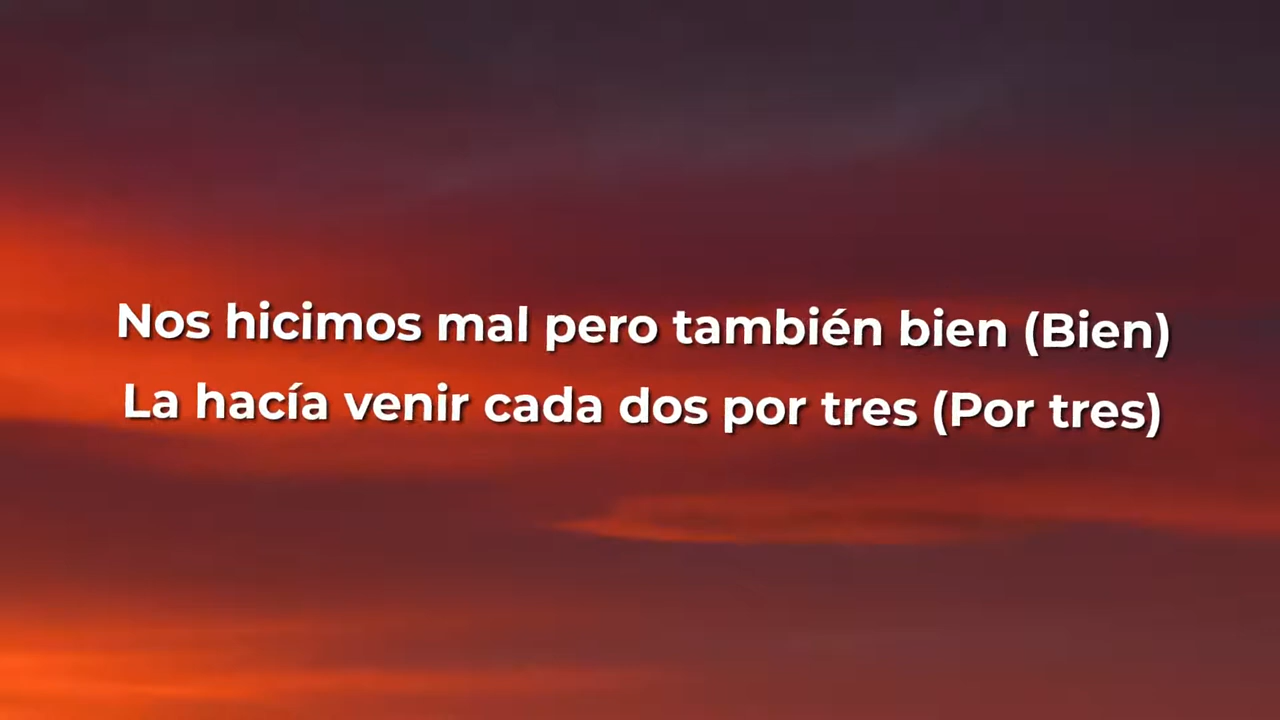 Nos hicimos mal pero también bien (Bien)
La hacía venir cada dos por tres (Por tres)